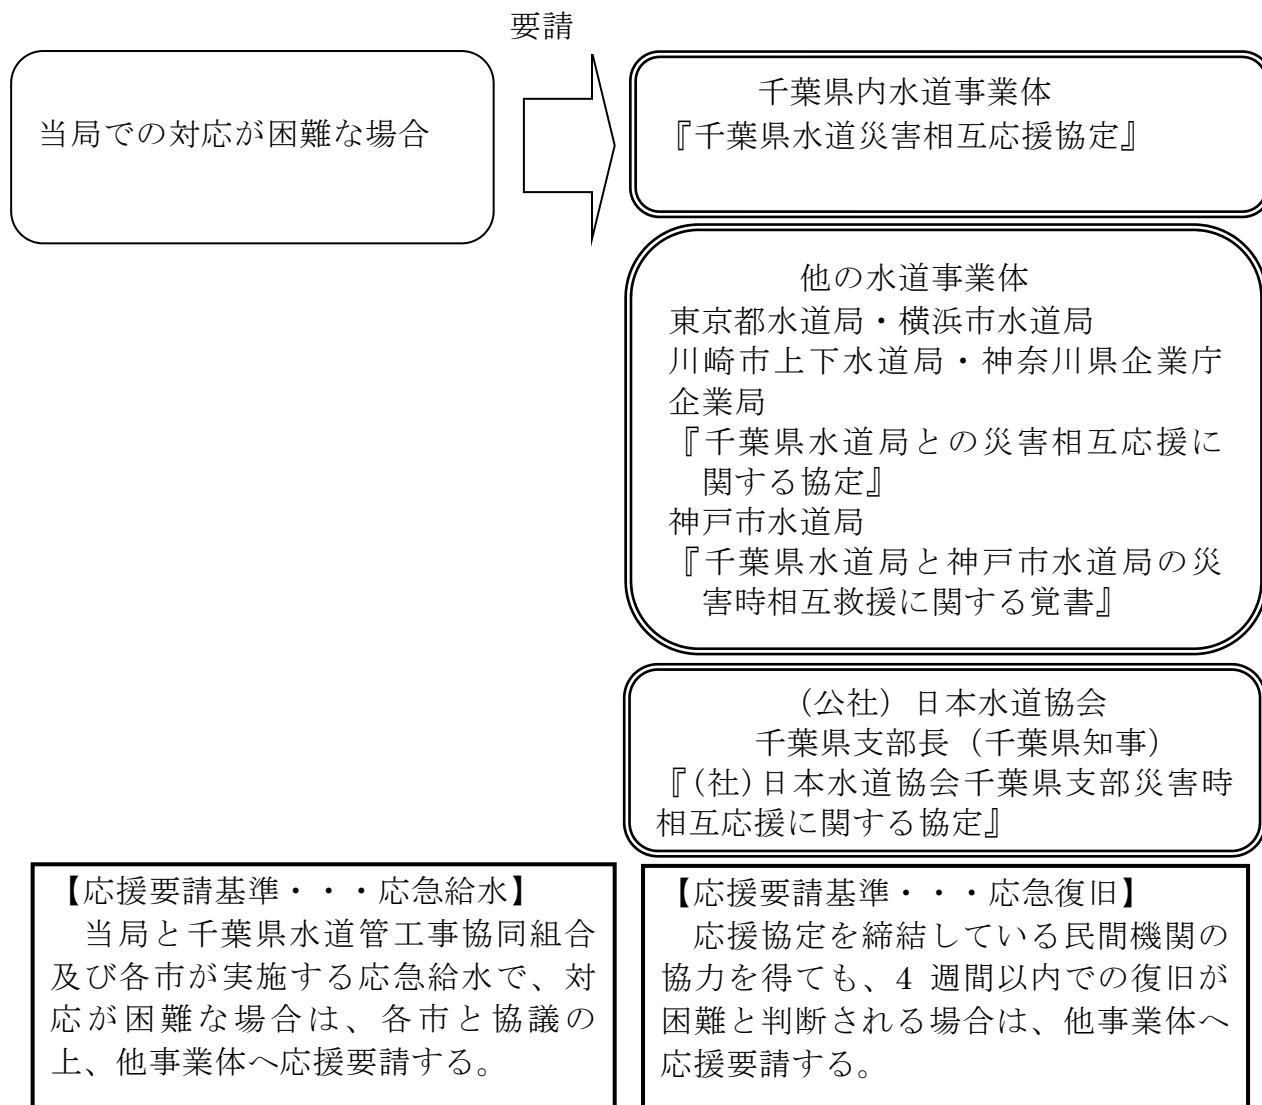 要請
当局での対応が困難な場合
千葉県内水道事業体
『千葉県水道災害相互応援協定』
他の水道事業体
東京都水道局・横浜市水道局
川崎市上下水道局・神奈川県企業庁
企業局
『千葉県水道局との災害相互応援に
関する協定』
神戸市水道局
『千葉県水道局と神戸市水道局の災
害時相互救援に関する覚書』
（公社）日本水道協会
千葉県支部長（千葉県知事）
『(社)日本水道協会千葉県支部災害時
相互応援に関する協定』
【応援要請基準・・・応急給水】
当局と千葉県水道管工事協同組合
及び各市が実施する応急給水で、対
応が困難な場合は、各市と協議の
上、他事業体へ応援要請する。
【応援要請基準・・・応急復旧】
応援協定を締結している民間機関の
協力を得ても、4 週間以内での復旧が
困難と判断される場合は、他事業体へ
応援要請する。